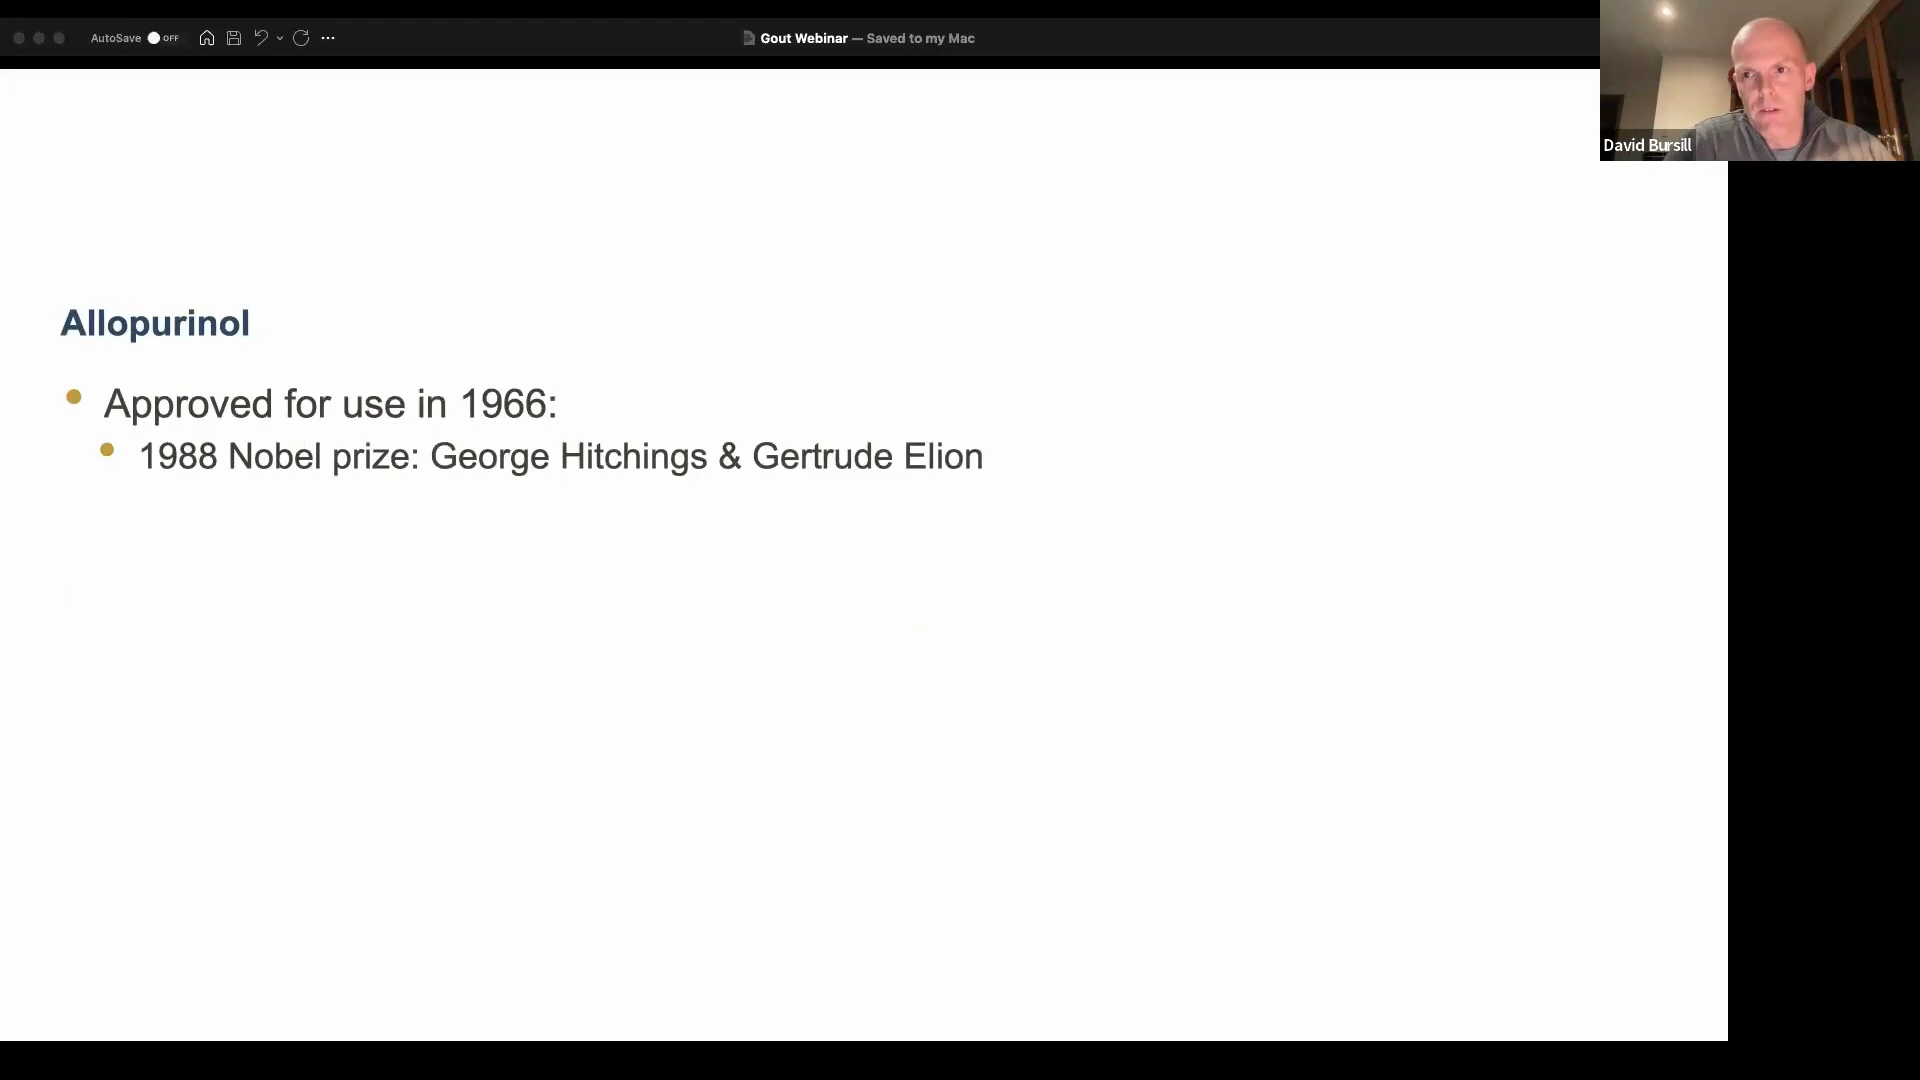 AutoSave OFF
Gout Webinar — Saved to my Mac
David Bursill
Allopurinol
Approved for use in 1966:
1988 Nobel prize: George Hitchings & Gertrude Elion